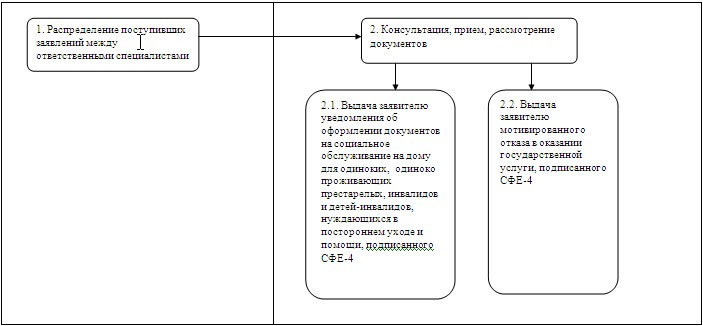 1. Распределение поступивших
заявлений между
ответственными специалистами
2. Консультация, прием, рассмотрение
документов
2.1. Выдача заявителю
уведомления об
оформлении документов
на социальное
обслуживание на дому
для одиноких, одиноко
проживающих
престарелых, инвалидов
и детей-инвалидов,
нуждающихся в
постороннем уходе и
помощи, подписанного
СФЕ-4
2.2. Выдача
заявителю
мотивированного
отказа в оказании
государственной
услуги, подписанного
СФЕ-4